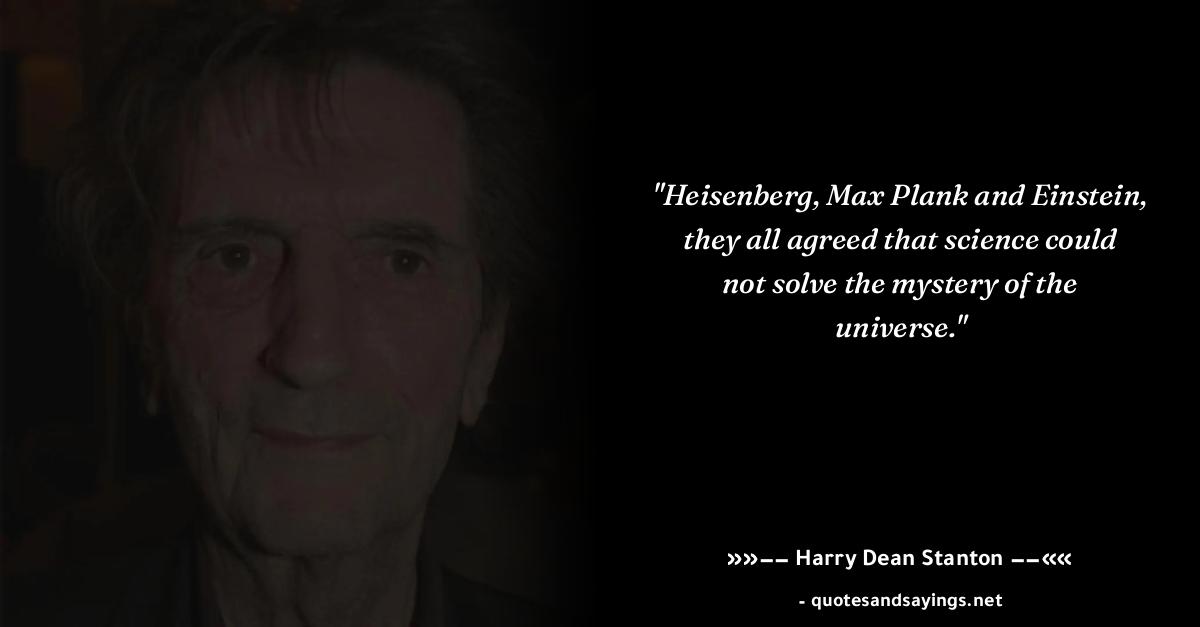 "Heisenberg, Max Plank and Einstein,
they all agreed that science could
not solve the mystery of the
universe."
»»—— Harry Dean Stanton ——««
- quotesandsayings.net